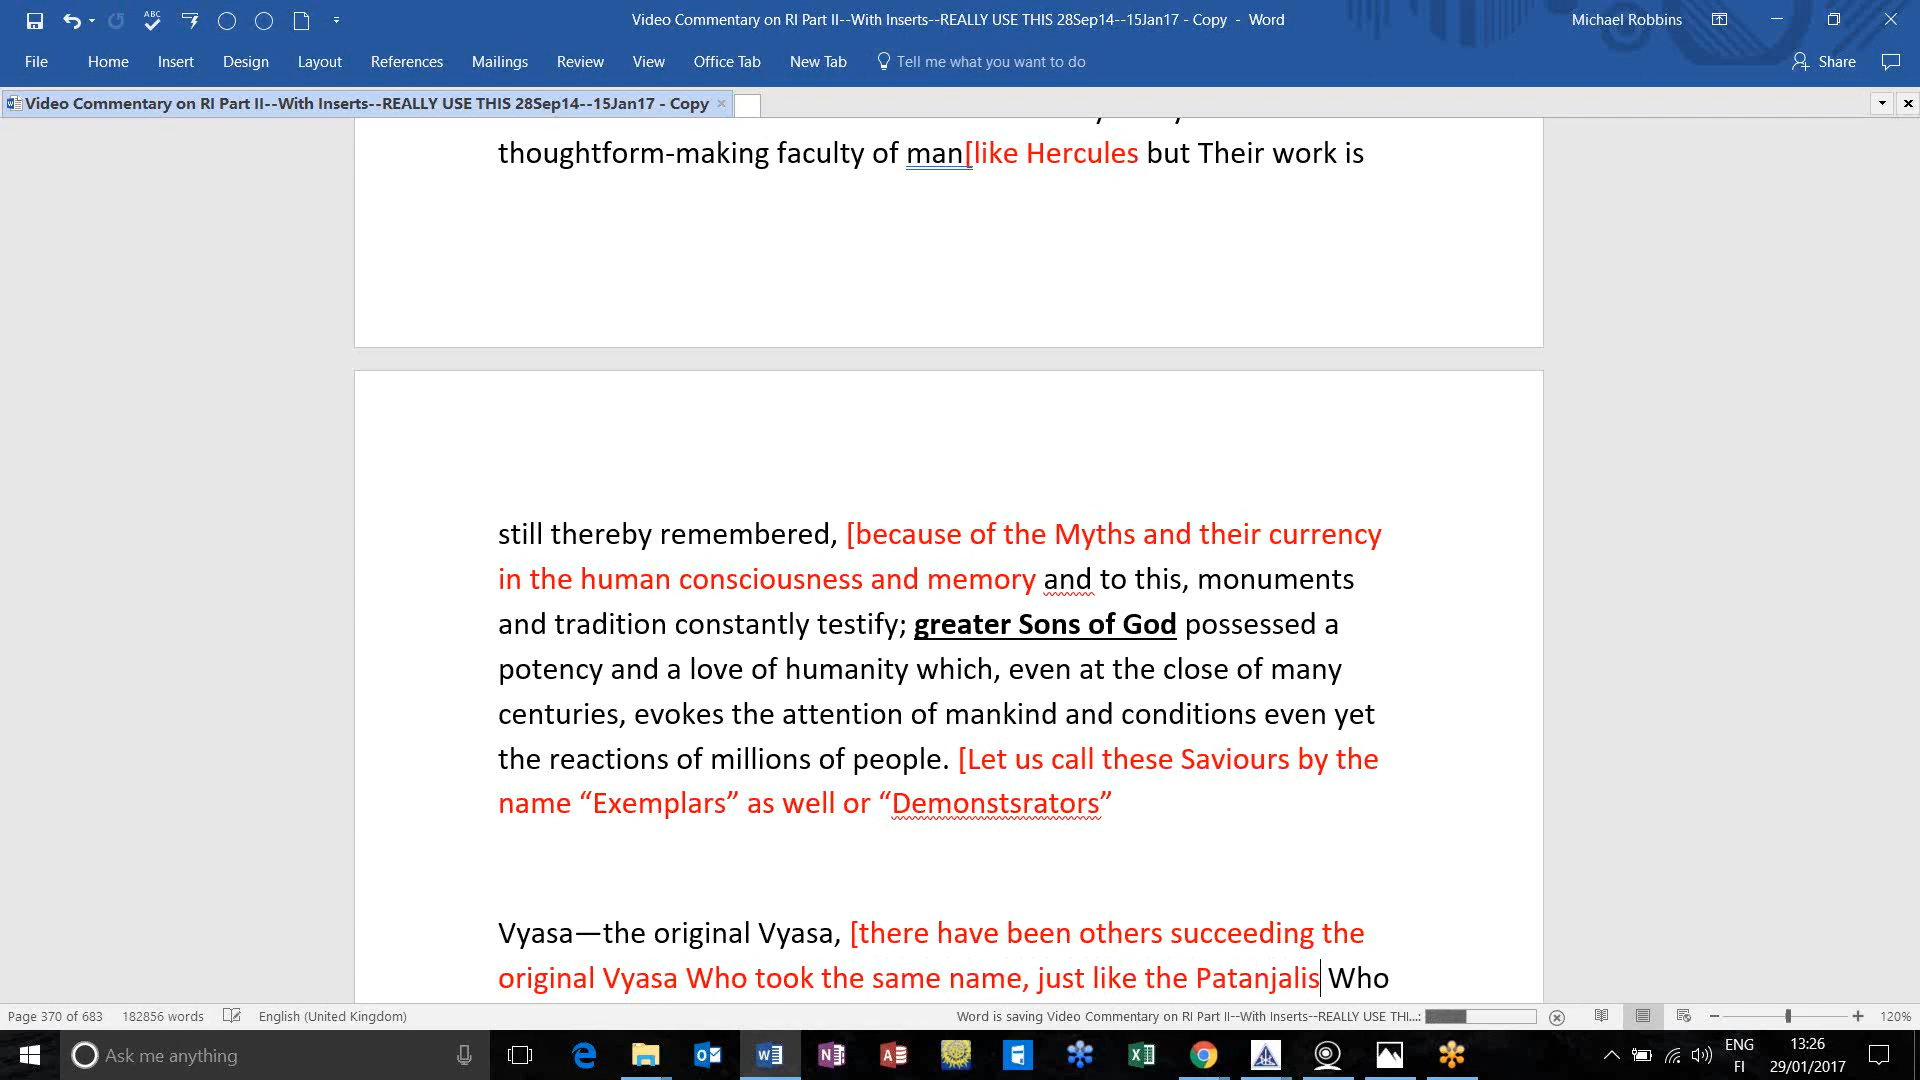 ABC
Video Commentary on RI Part II--With Inserts--REALLY USE THIS 28Sep14--15Jan17 - Copy - Word
Michael Robbins
File Home Insert Design Layout References Mailings Review View Office Tab New Tab Tell me what you want to do Share
Video Commentary on RI Part II--With Inserts--REALLY USE THIS 28Sep14--15Jan17 - Copy
thoughtform-making faculty of man[like Hercules but Their work is
still thereby remembered, [because of the Myths and their currency
in the human consciousness and memory and to this, monuments
and tradition constantly testify; greater Sons of God possessed a
potency and a love of humanity which, even at the close of many
centuries, evokes the attention of mankind and conditions even yet
the reactions of millions of people. [Let us call these Saviours by the
name “Exemplars” as well or “Demonstsrators”
Vyasa—the original Vyasa, [there have been others succeeding the
original Vyasa Who took the same name, just like the Patanjalis Who
Page 370 of 683 182856 words English (United Kingdom) Word is saving Video Commentary on RI Part II--With Inserts--REALLY USE THI...: 120%
Ask me anything
ENG
FI
13:26
29/01/2017